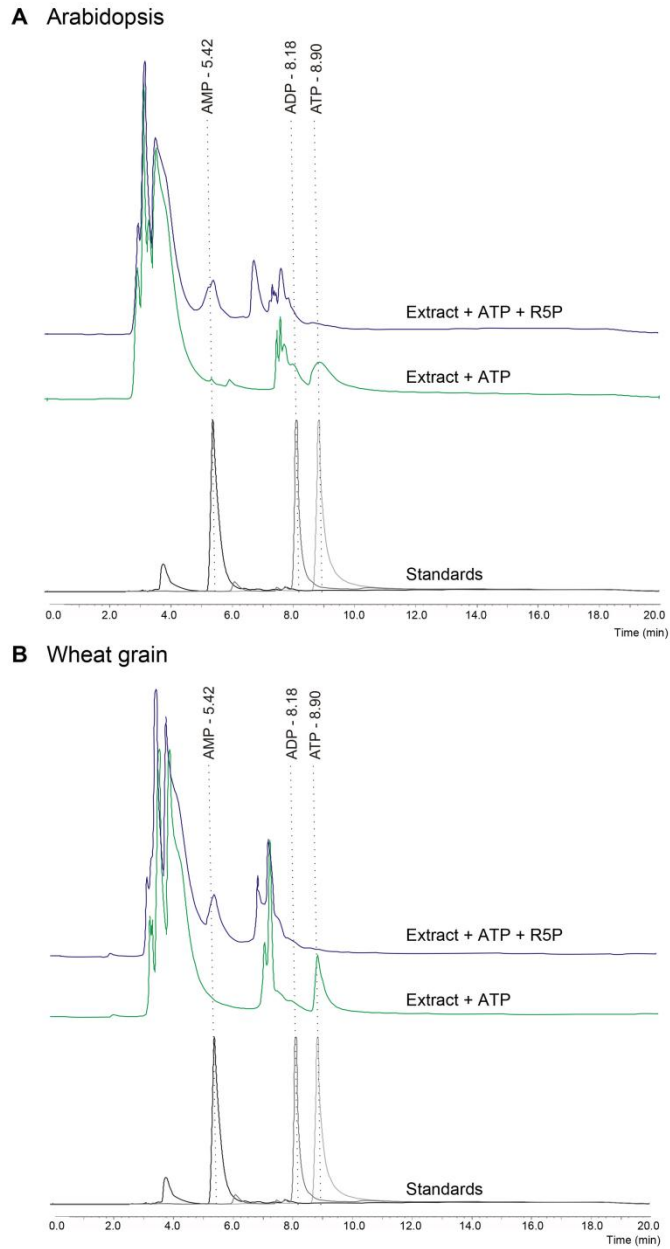 A Arabidopsis
AMP - 5.42
ADP - 8.18
ATP - 8.90
Extract + ATP + R5P
Extract + ATP
Standards
0.0 2.0 4.0 6.0 8.0 10.0 12.0 14.0 16.0 18.0 20.0
Time (min)
B Wheat grain
AMP - 5.42
ADP - 8.18
ATP - 8.90
Extract + ATP + R5P
Extract + ATP
Standards
0.0 2.0 4.0 6.0 8.0 10.0 12.0 14.0 16.0 18.0 20.0
Time (min)